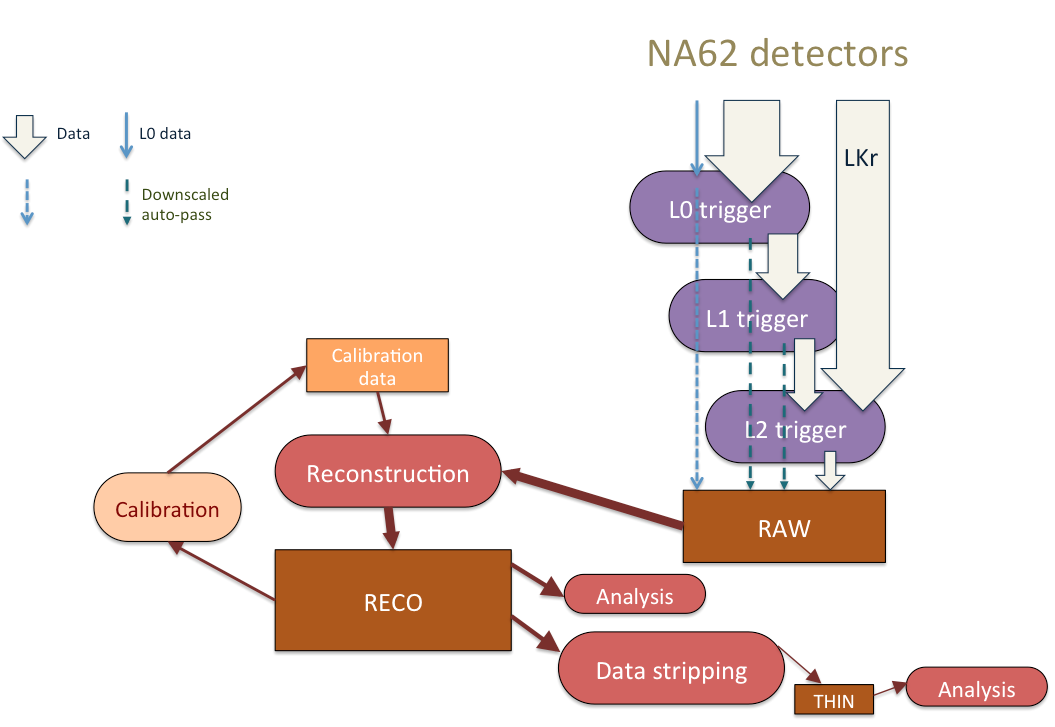 NA62 detectors
Data
L0 data
Downscaled
auto-pass
LKr
L0 trigger
L1 trigger
L2 trigger
RAW
Calibration
data
Reconstruction
Calibration
RECO
Analysis
Data stripping
THIN
Analysis